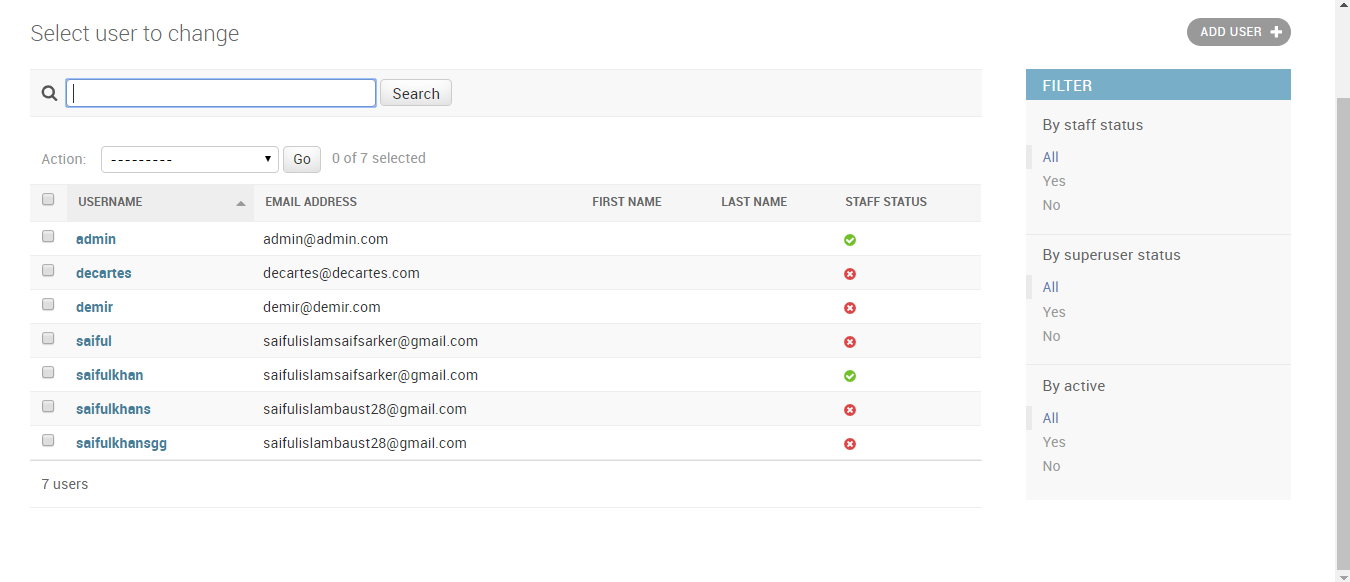 Select user to change
ADD USER
Search
Action: --------- Go 0 of 7 selected
USERNAME EMAIL ADDRESS FIRST NAME LAST NAME STAFF STATUS
admin admin@admin.com
decartes decartes@decartes.com
demir demir@demir.com
saiful saifulislamsaifsarker@gmail.com
saifulkhan saifulislamsaifsarker@gmail.com
saifulkhans saifulislambaust28@gmail.com
saifulkhansgg saifulislambaust28@gmail.com
7 users
FILTER
By staff status
All
Yes
No
By superuser status
All
Yes
No
By active
All
Yes
No